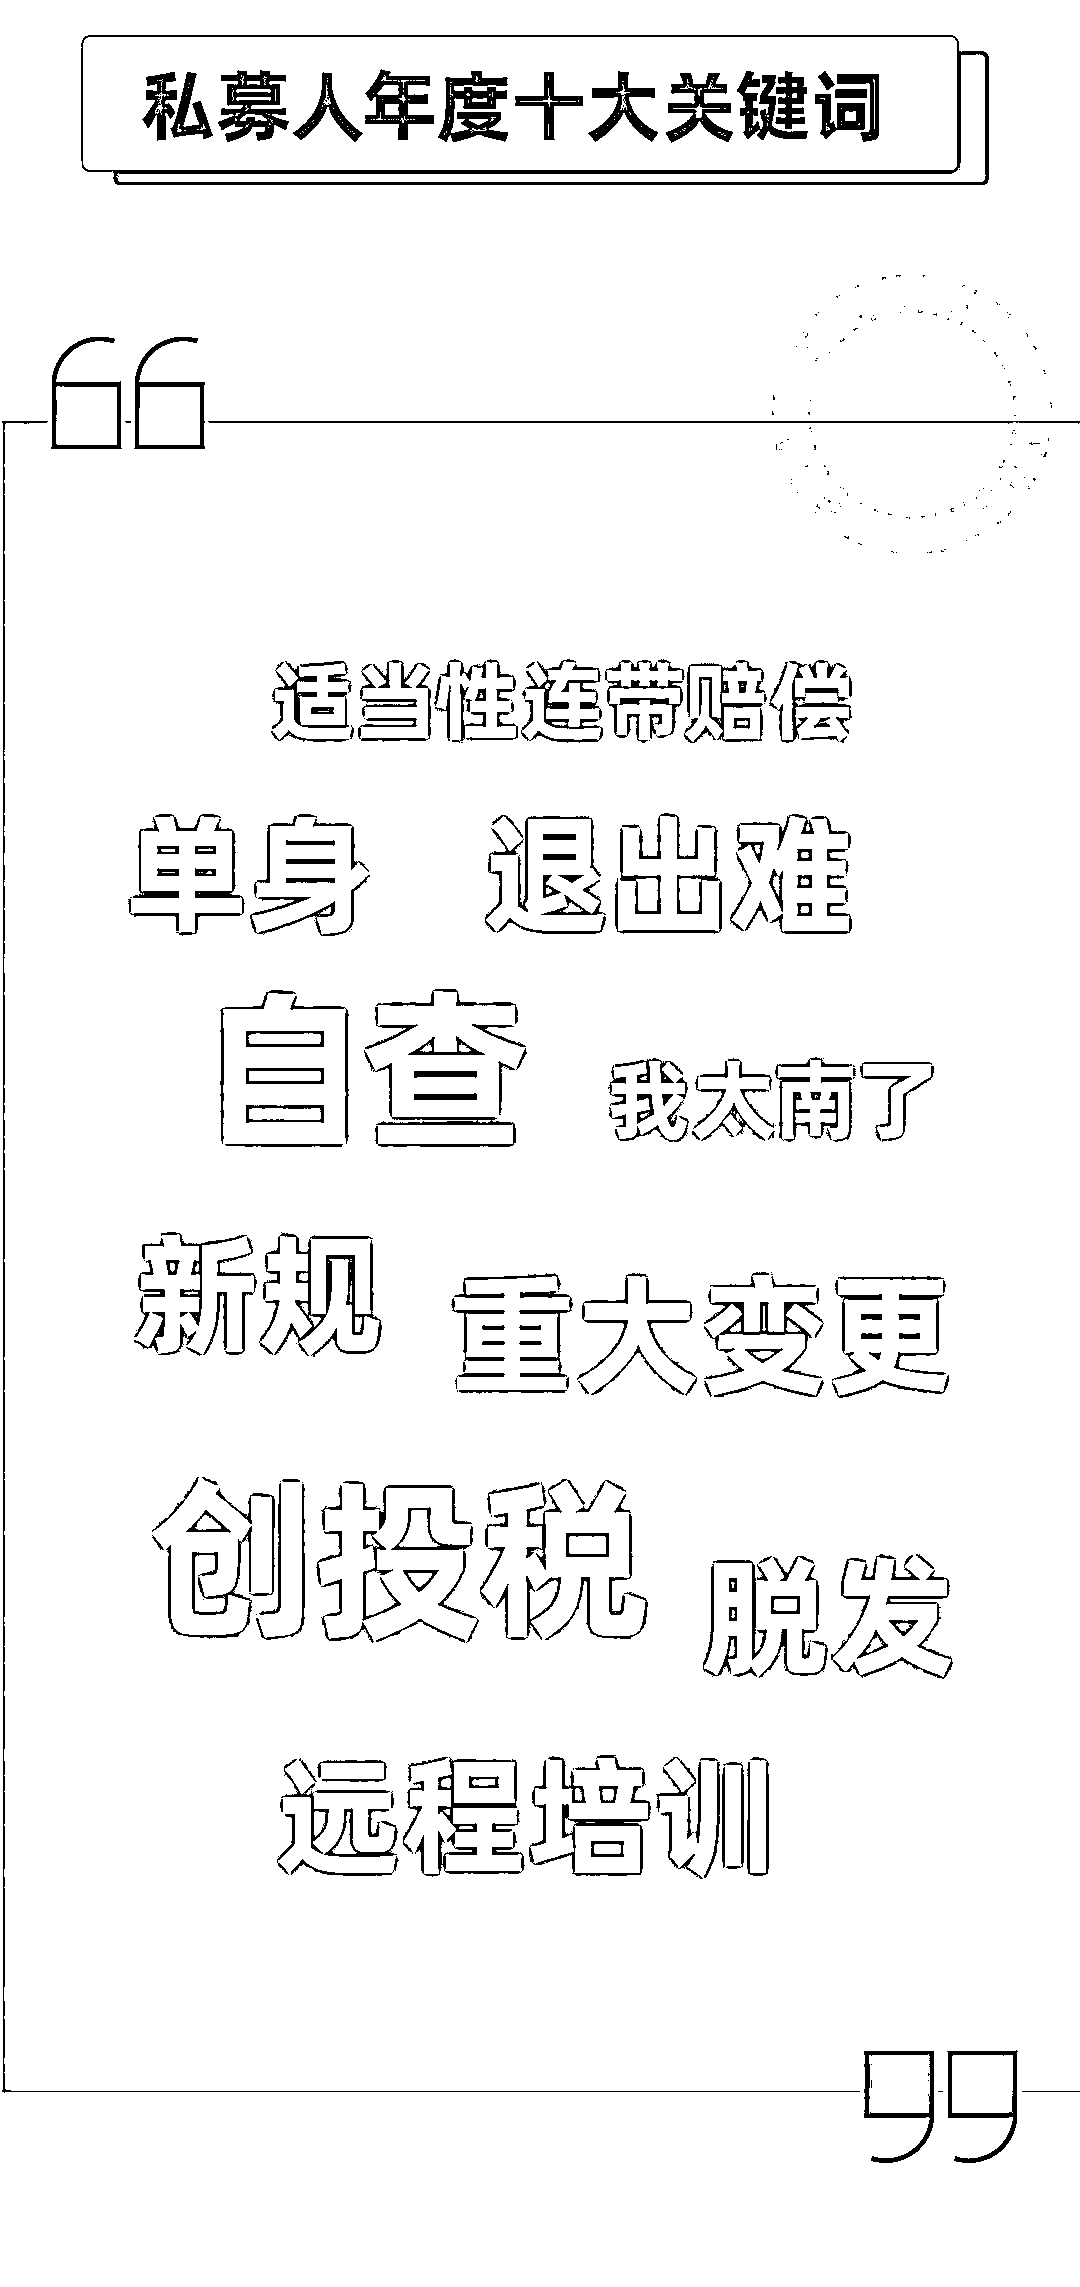 私募人年度十大关键词
适当性连带赔偿
单身 退出难
自查 我太南了
新规 重大变更
创投税 脱发
远程培训